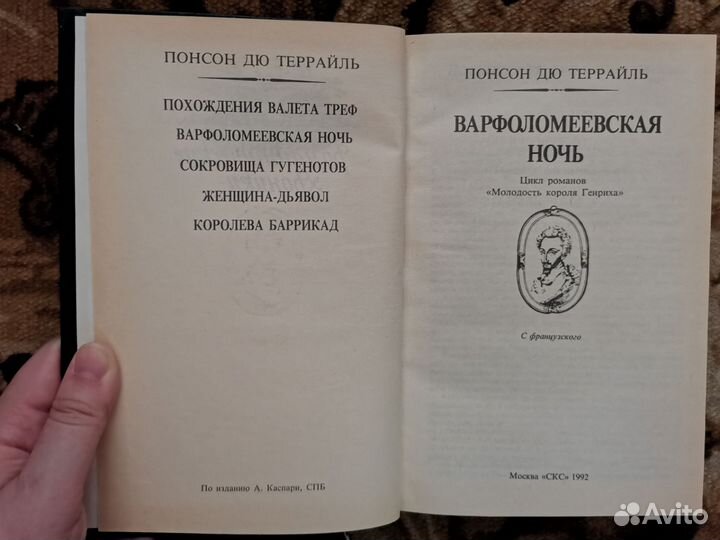 ПОНСОН ДЮ ТЕРРАЙЛЬ
ПОХОЖДЕНИЯ ВАЛЕТА ТРЕФ
ВАРФОЛОМЕЕВСКАЯ НОЧЬ
СОКРОВИЩА ГУГЕНОТОВ
ЖЕНЩИНА-ДЬЯВОЛ
КОРОЛЕВА БАРРИКАД
По изданию А. Каспари, СПБ
ПОНСОН ДЮ ТЕРРАЙЛЬ
ВАРФОЛОМЕЕВСКАЯ
НОЧЬ
Цикл романов
«Молодость короля Генриха»
С французского
Москва «СКС» 1992
Avito